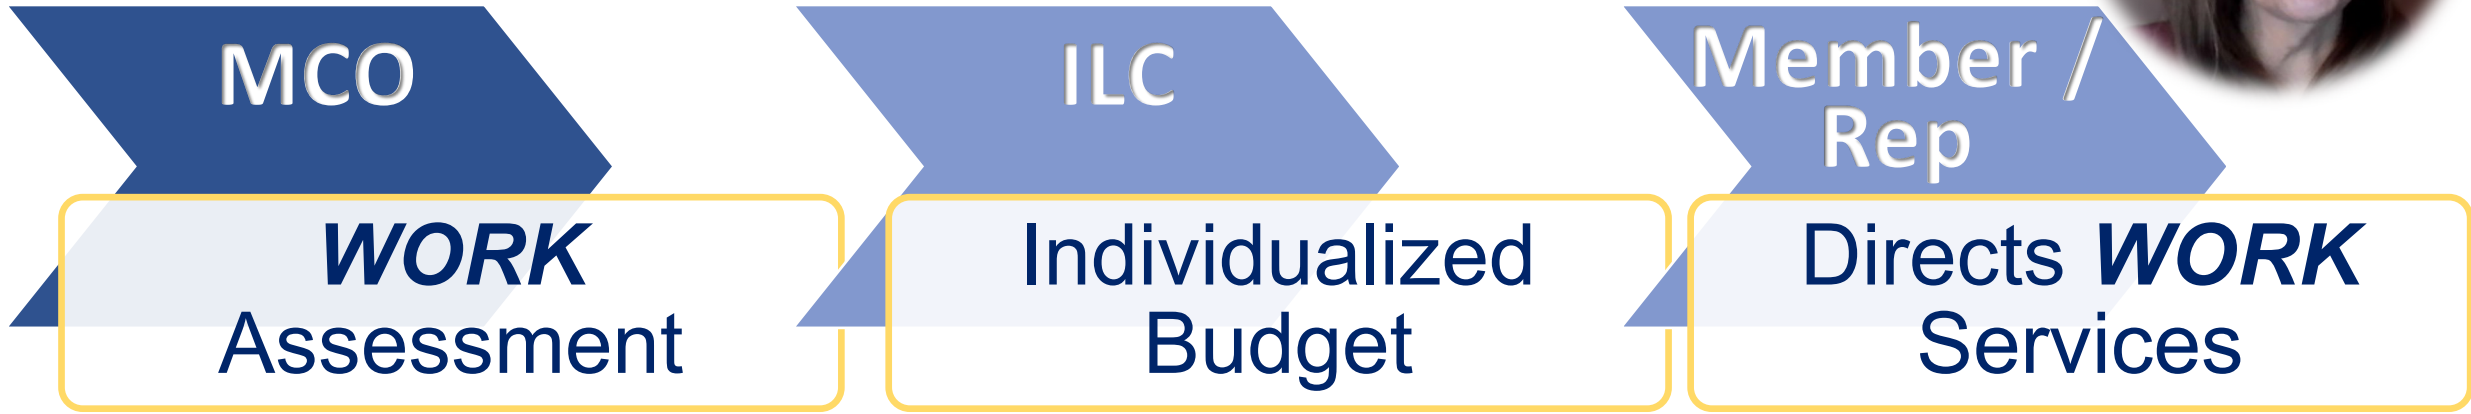 MCO
WORK
Assessment
ILC
Individualized
Budget
Member /
Rep
Directs WORK
Services